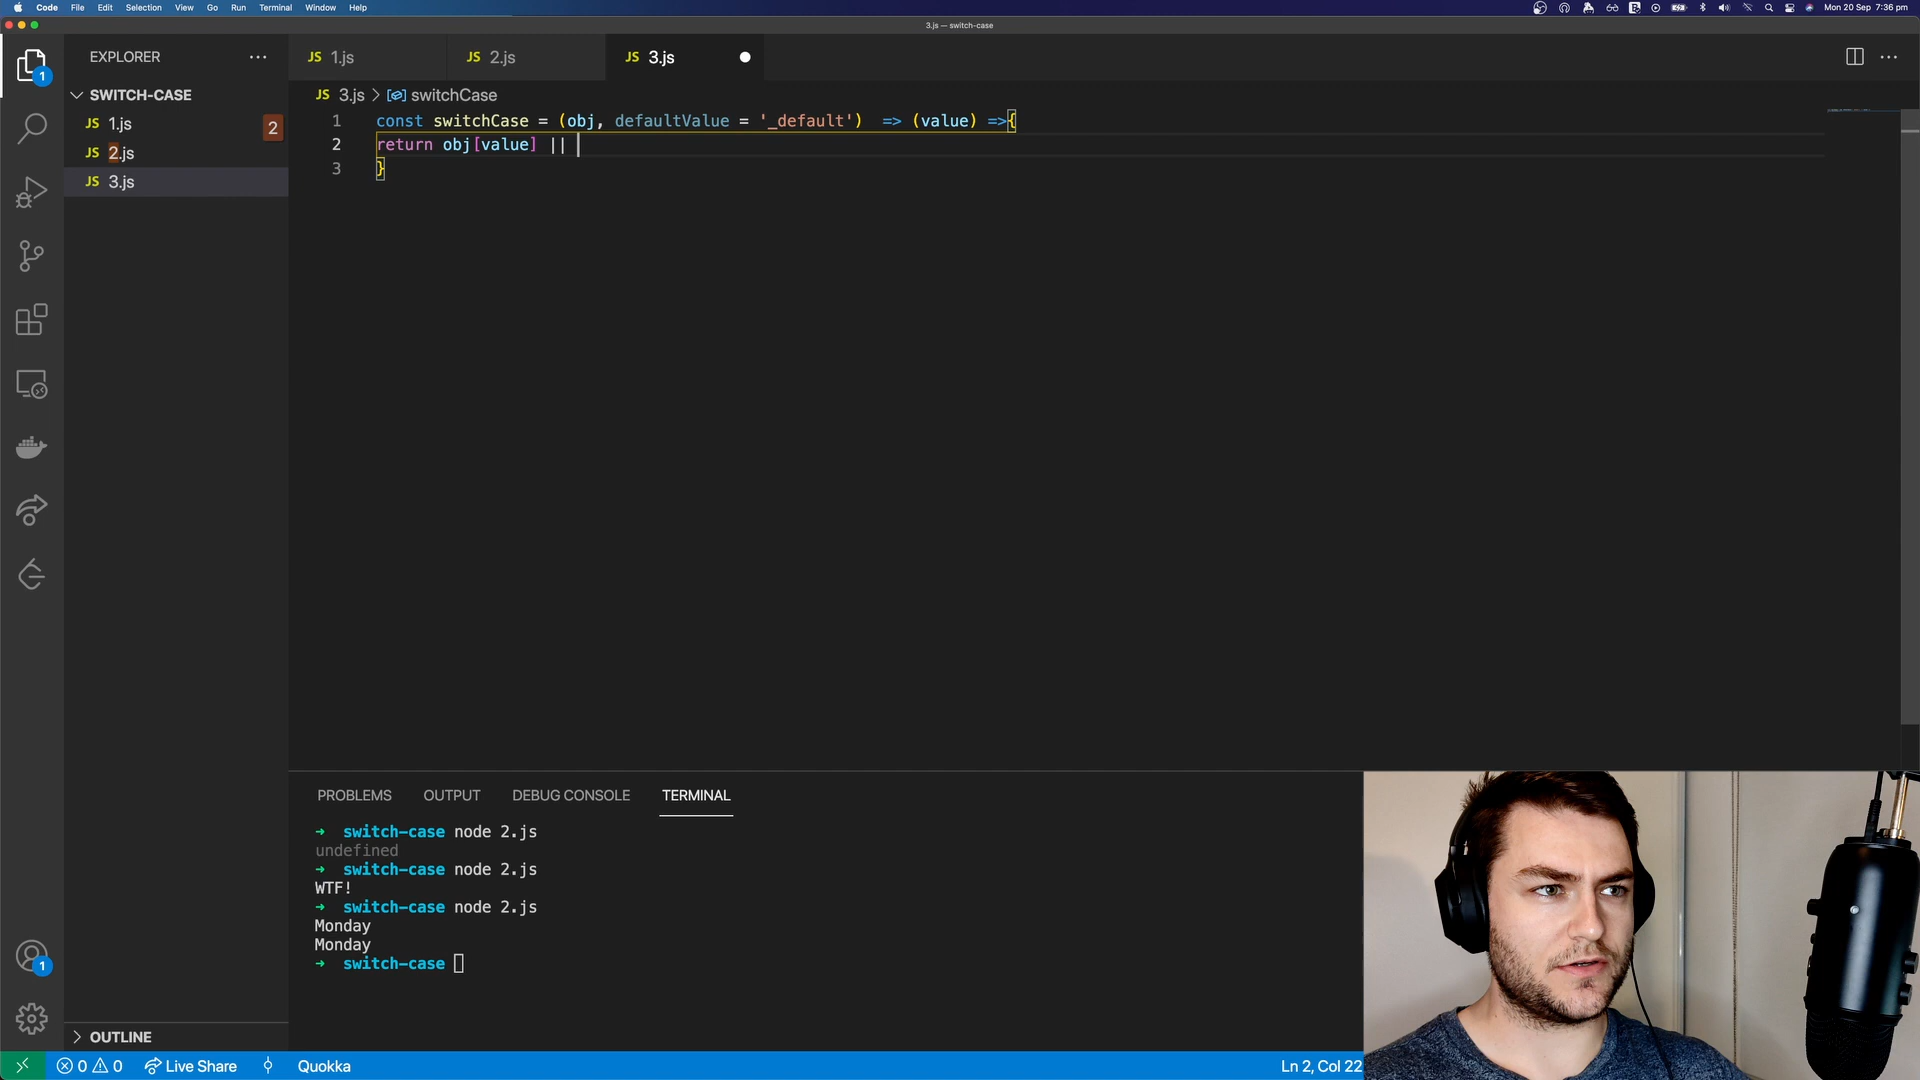 Code File Edit Selection View Go Run Terminal Window Help
Mon 20 Sep 7:36 pm
3.js — switch-case
EXPLORER ···
JS 1.js
JS 2.js
JS 3.js
1
SWITCH-CASE
JS 1.js
2
JS 2.js
JS 3.js
JS 3.js > switchCase
1 const switchCase = (obj, defaultValue = '_default') => (value) =>{
2 return obj[value] ||
3 }
PROBLEMS OUTPUT DEBUG CONSOLE TERMINAL
→ switch-case node 2.js
undefined
→ switch-case node 2.js
WTF!
→ switch-case node 2.js
Monday
Monday
→ switch-case
1
OUTLINE
0 0 Live Share Quokka
Ln 2, Col 22